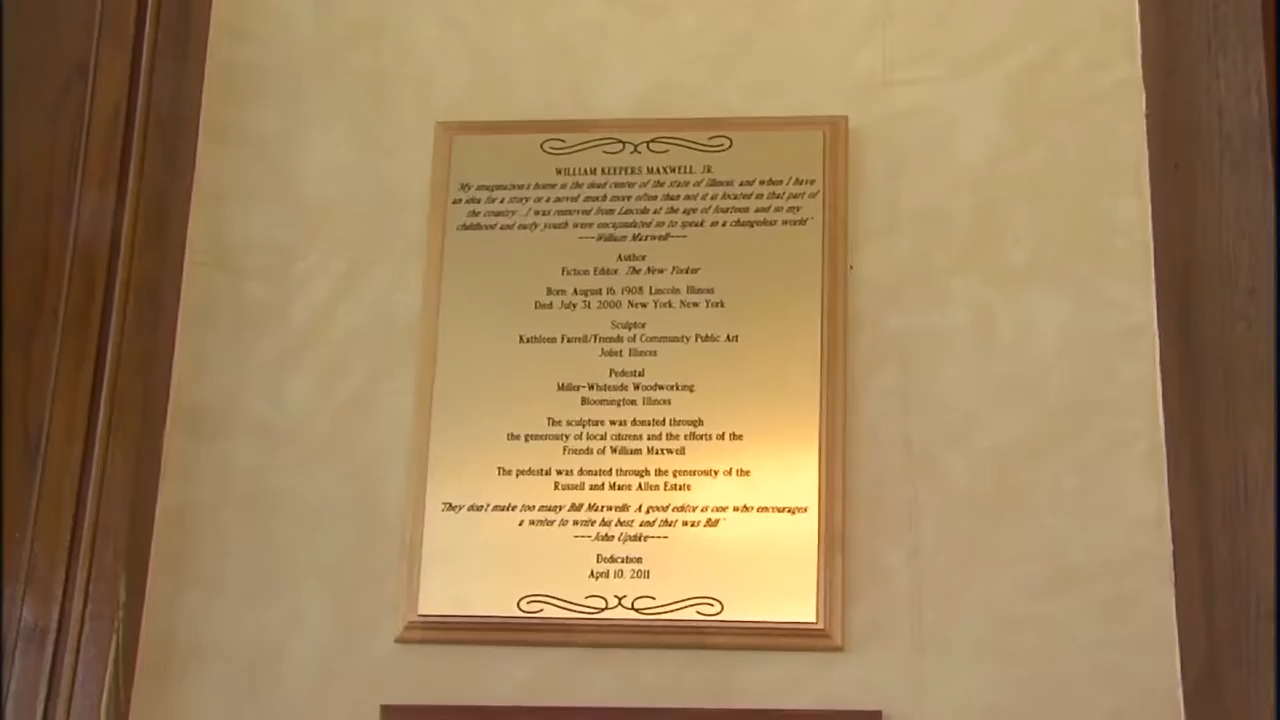 WILLIAM KEEPERS MAXWELL, JR.
"My imagination's home is the dead center of the state of Illinois, and when I have
an idea for a story or a novel, much more often than not it is located in that part of
the country...I was removed from Lincoln at the age of fourteen, and so my
childhood and early youth were encapsulated so to speak, in a changeless world"
---William Maxwell---
Author
Fiction Editor, The New Yorker
Born: August 16, 1908, Lincoln, Illinois
Died: July 31, 2000, New York, New York
Sculptor
Kathleen Farrell/Friends of Community Public Art
Joliet, Illinois
Pedestal
Miller-Whiteside Woodworking,
Bloomington, Illinois
The sculpture was donated through
the generosity of local citizens and the efforts of the
Friends of William Maxwell
The pedestal was donated through the generosity of the
Russell and Marie Allen Estate
"They don't make too many Bill Maxwells. A good editor is one who encourages
a writer to write his best, and that was Bill"
---John Updike---
Dedication
April 10, 2011